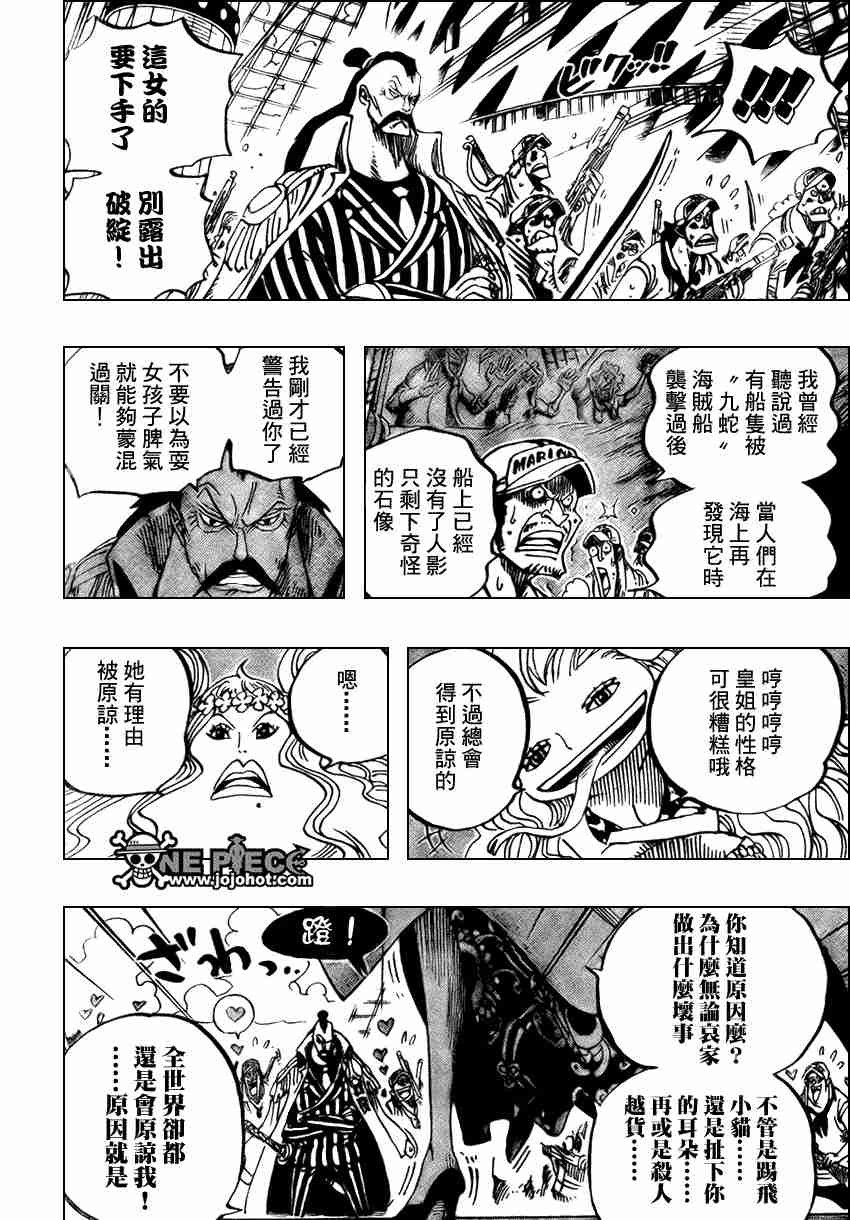 這女的
要下手了
別露出
破綻！
ビクッ!!
!!!!
我曾經
聽說過
有船隻被
〝九蛇〞
海賊船
襲擊過後
當人們在
海上再
發現它時
船上已經
沒有了人影
只剩下奇怪
的石像
MARIN
我剛才已經
警告過你了
不要以為耍
女孩子脾氣
就能夠蒙混
過關！
哼哼哼哼
皇姐的性格
可很糟糕哦
不過總會
得到原諒的
嗯……
她有理由
被原諒……
ONE PIECE
www.jojohot.com
你知道原因麼？
為什麼無論哀家
做出什麼壞事
不管是踢飛
小貓……
還是扯下你
的耳朵……
再或是殺人
越貨……
蹬！
ざわっ…
全世界卻都
還是會原諒我！
……原因就是